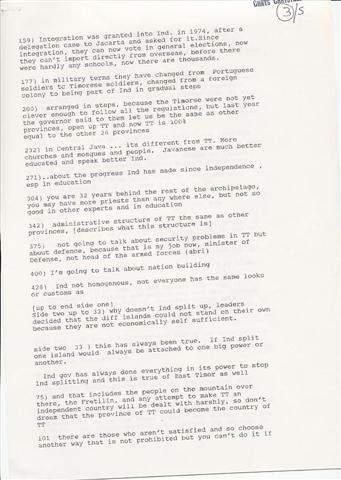 3/5
159) Integration was granted into Ind. in 1974, after a
delegation case to Jacarta and asked for it.Since
integration, they can now vote in general elections, now
they can't import directly from overseas, before there
were hardly any schools, now there are thousands.
177) in military terms they have changed from Portuguese
soldiers to Timorese soldiers, changed from a foreign
colony to being part of Ind in gradual steps
200) arranged in steps, because the Timorse were not yet
clever enough to follow all the regulations, but last year
the governor said to them let us be the same as other
provinces, open up TT and now TT is 100%
equal to the other 26 provinces
232) in Central Java ... its different from TT. More
churches and mosques and people. Javanese are much better
educated and speak better Ind.
271)..about the progress Ind has made since independence ,
esp in education
304) you are 32 years behind the rest of the archipelago,
you may have more priests than any where else, but not so
good in other experts and in education
342) administrative structure of TT the same as other
provinces, [describes what this structure is]
375) not going to talk about security problems in TT but
about defence, because that is my job now, minister of
Defense, not head of the armed forces (abri)
400) I'm going to talk about nation building
428) Ind not homgenous, not everyone has the same looks
or customs as
[up to end side one]
Side two up to 33) why doesn't Ind split up, leaders
decided that the diff islands could not stand on their own
because they are not economically self sufficient.
side two 33 ) this has always been true. If Ind split
one island would always be attached to one big power or
another.
Ind gov has always done everything in its power to stop
Ind splitting and this is true of East Timor as well
75) and that includes the people on the mountain over
there, the Fretilin, and any attempt to make TT an
independent country will be dealt with harshly, so don't
dream that the province of TT could become the country of
TT
101 there are those who aren't satisfied and so choose
another way that is not prohibited but you can't do it if